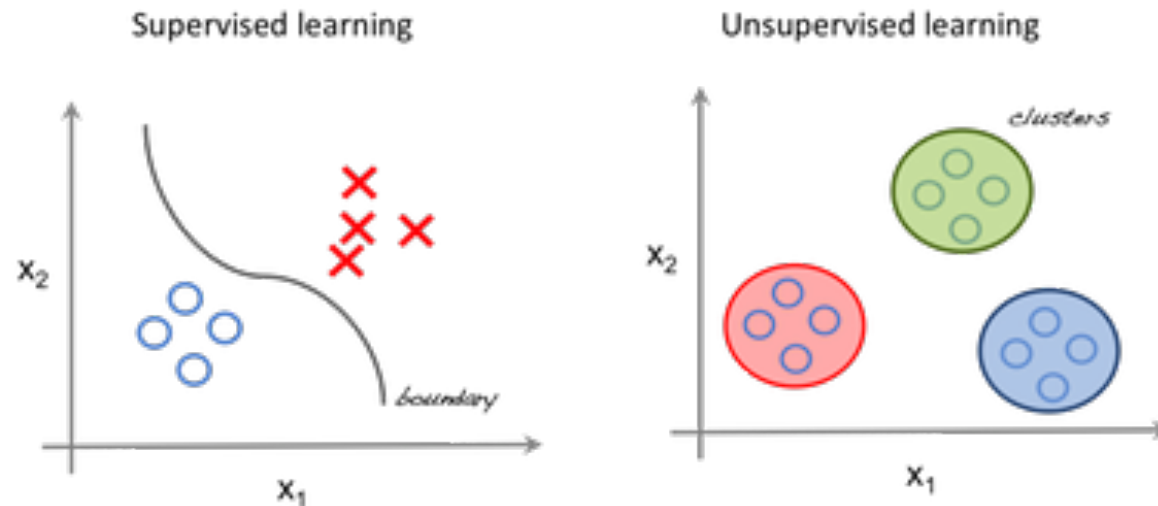 Supervised learning
x₂
boundary
x₁
Unsupervised learning
clusters
x₂
x₁